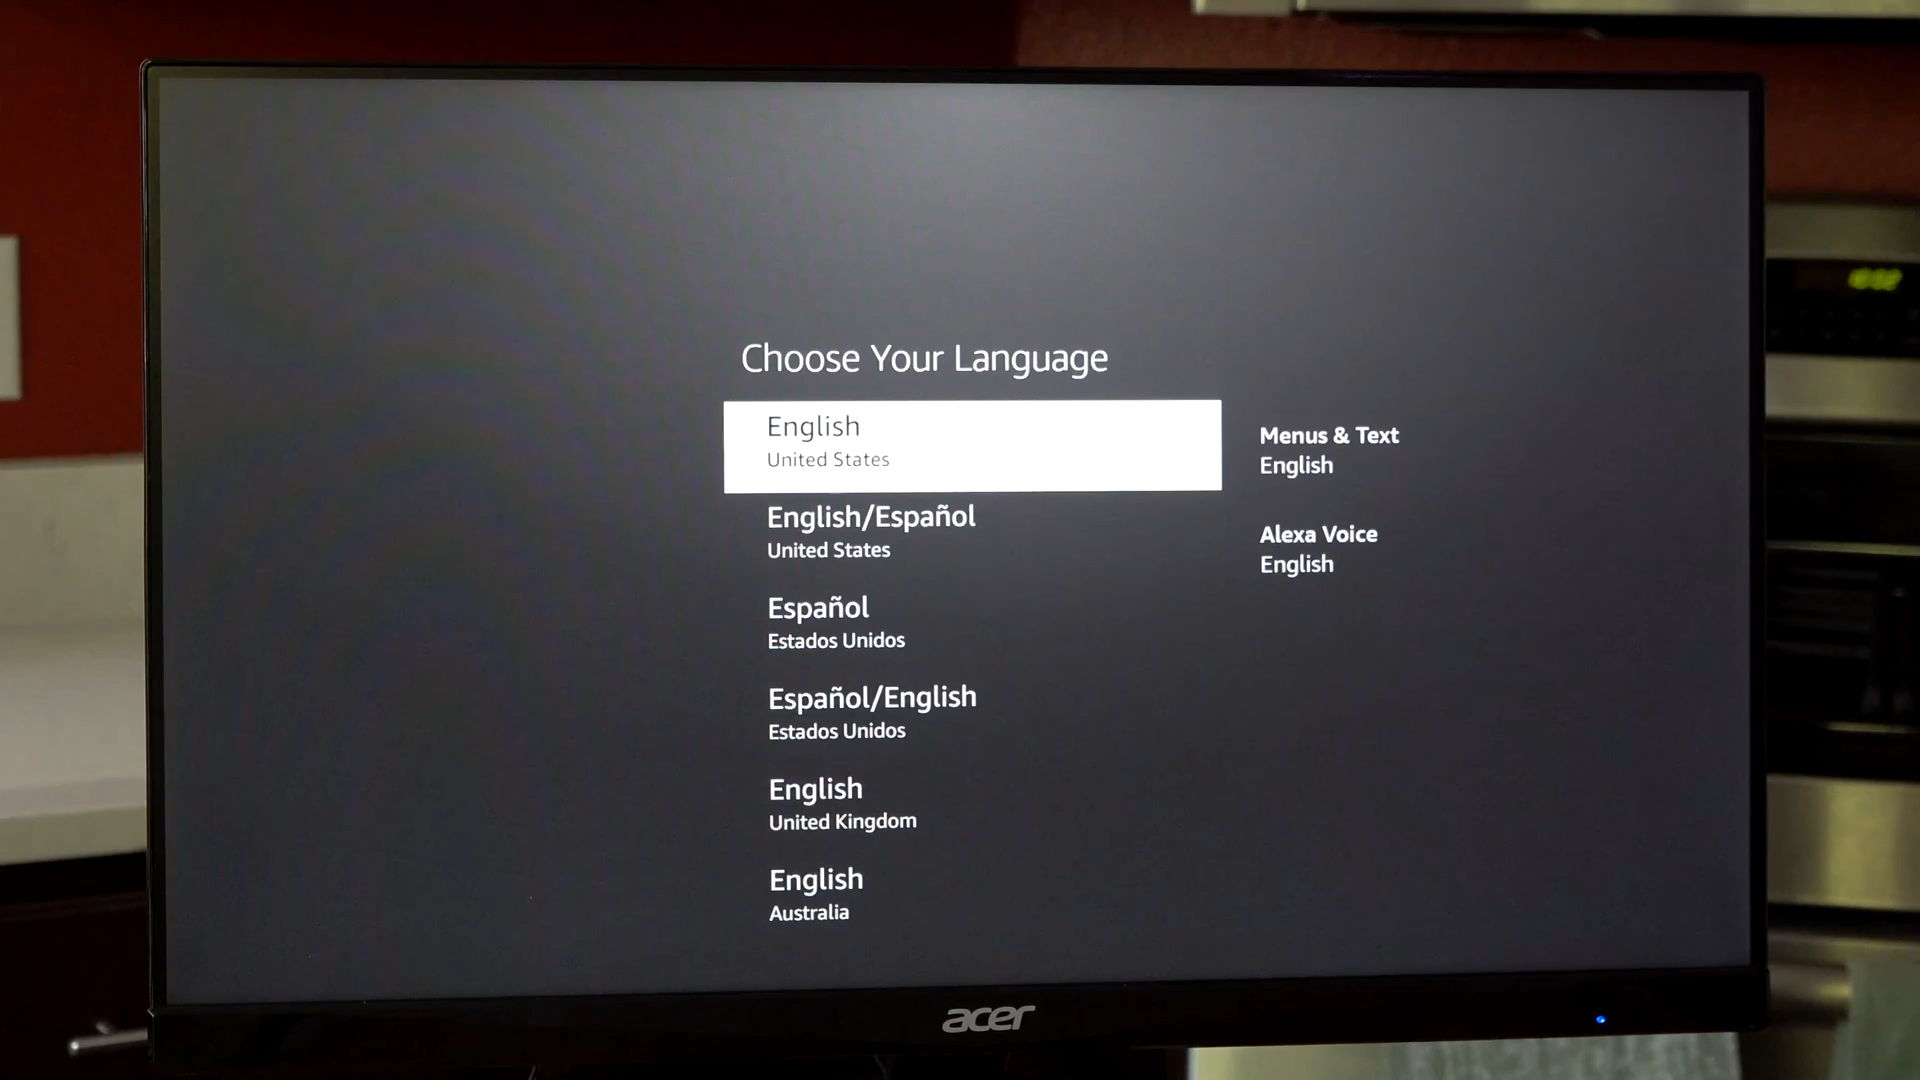 Choose Your Language
English
United States
English/Español
United States
Español
Estados Unidos
Español/English
Estados Unidos
English
United Kingdom
English
Australia
Menus & Text
English
Alexa Voice
English
acer